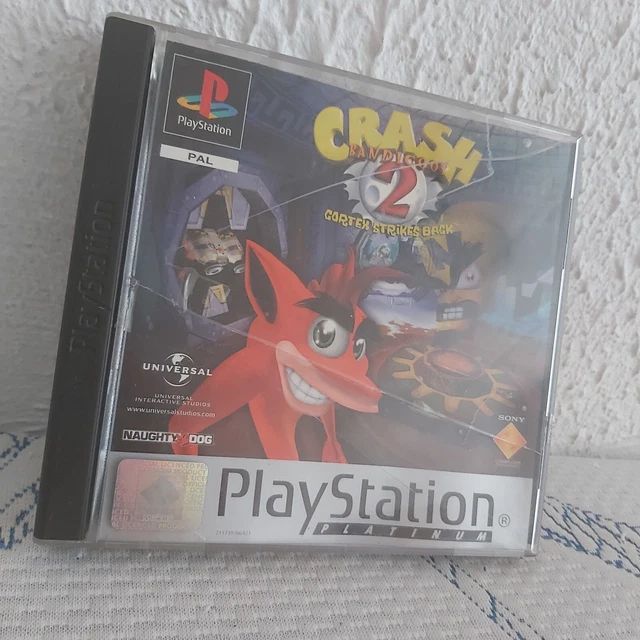 PlayStation
PlayStation
PAL
CRASH
BANDICOOT
2
CORTEX STRIKES BACK
UNIVERSAL
UNIVERSAL
INTERACTIVE STUDIOS
www.universalstudios.com
NAUGHTY DOG
SONY
PlayStation®
PLATINUM